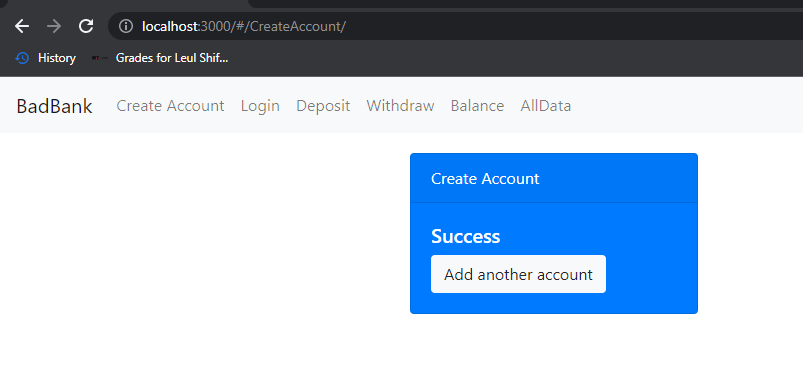 localhost:3000/#/CreateAccount/
History Grades for Leul Shif...
BadBank Create Account Login Deposit Withdraw Balance AllData
Create Account
Success
Add another account